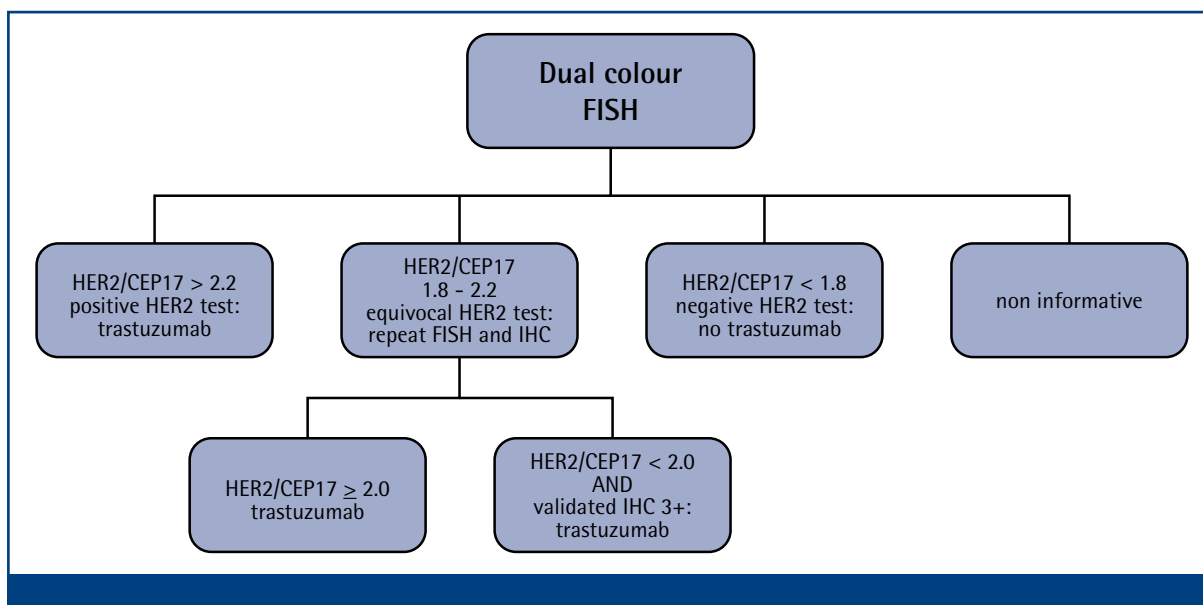 Dual colour
FISH
HER2/CEP17 > 2.2
positive HER2 test:
trastuzumab
HER2/CEP17
1.8 - 2.2
equivocal HER2 test:
repeat FISH and IHC
HER2/CEP17 < 1.8
negative HER2 test:
no trastuzumab
non informative
HER2/CEP17 ≥ 2.0
trastuzumab
HER2/CEP17 < 2.0
AND
validated IHC 3+:
trastuzumab